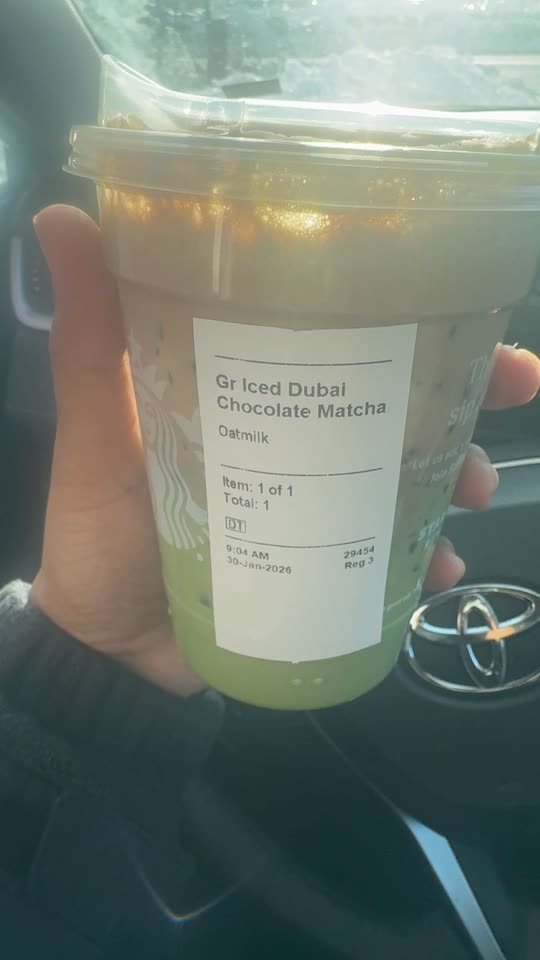 Gr Iced Dubai
Chocolate Matcha
Oatmilk
Item: 1 of 1
Total: 1
DT
9:04 AM 29454
30-Jan-2026 Reg 3